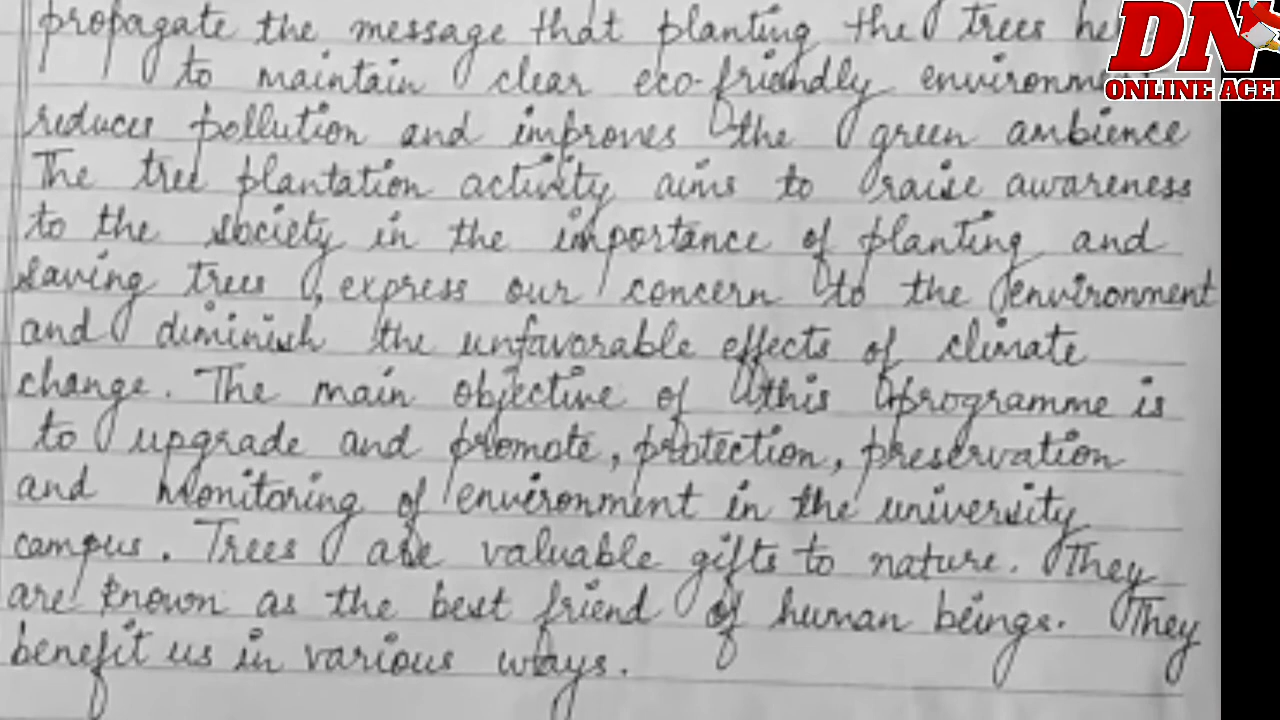 propagate the message that planting the trees he
to maintain clear eco-friendly environment
reduces pollution and improves the green ambience
The tree plantation activity aims to raise awareness
to the society in the importance of planting and
saving trees, express our concern to the environment
and diminish the unfavorable effects of climate
change. The main objective of this programme is
to upgrade and promote, protection, preservation
and monitoring of environment in the university
campus. Trees are valuable gifts to nature. They
are known as the best friend of human beings. They
benefit us in various ways.
DN
ONLINE ACE